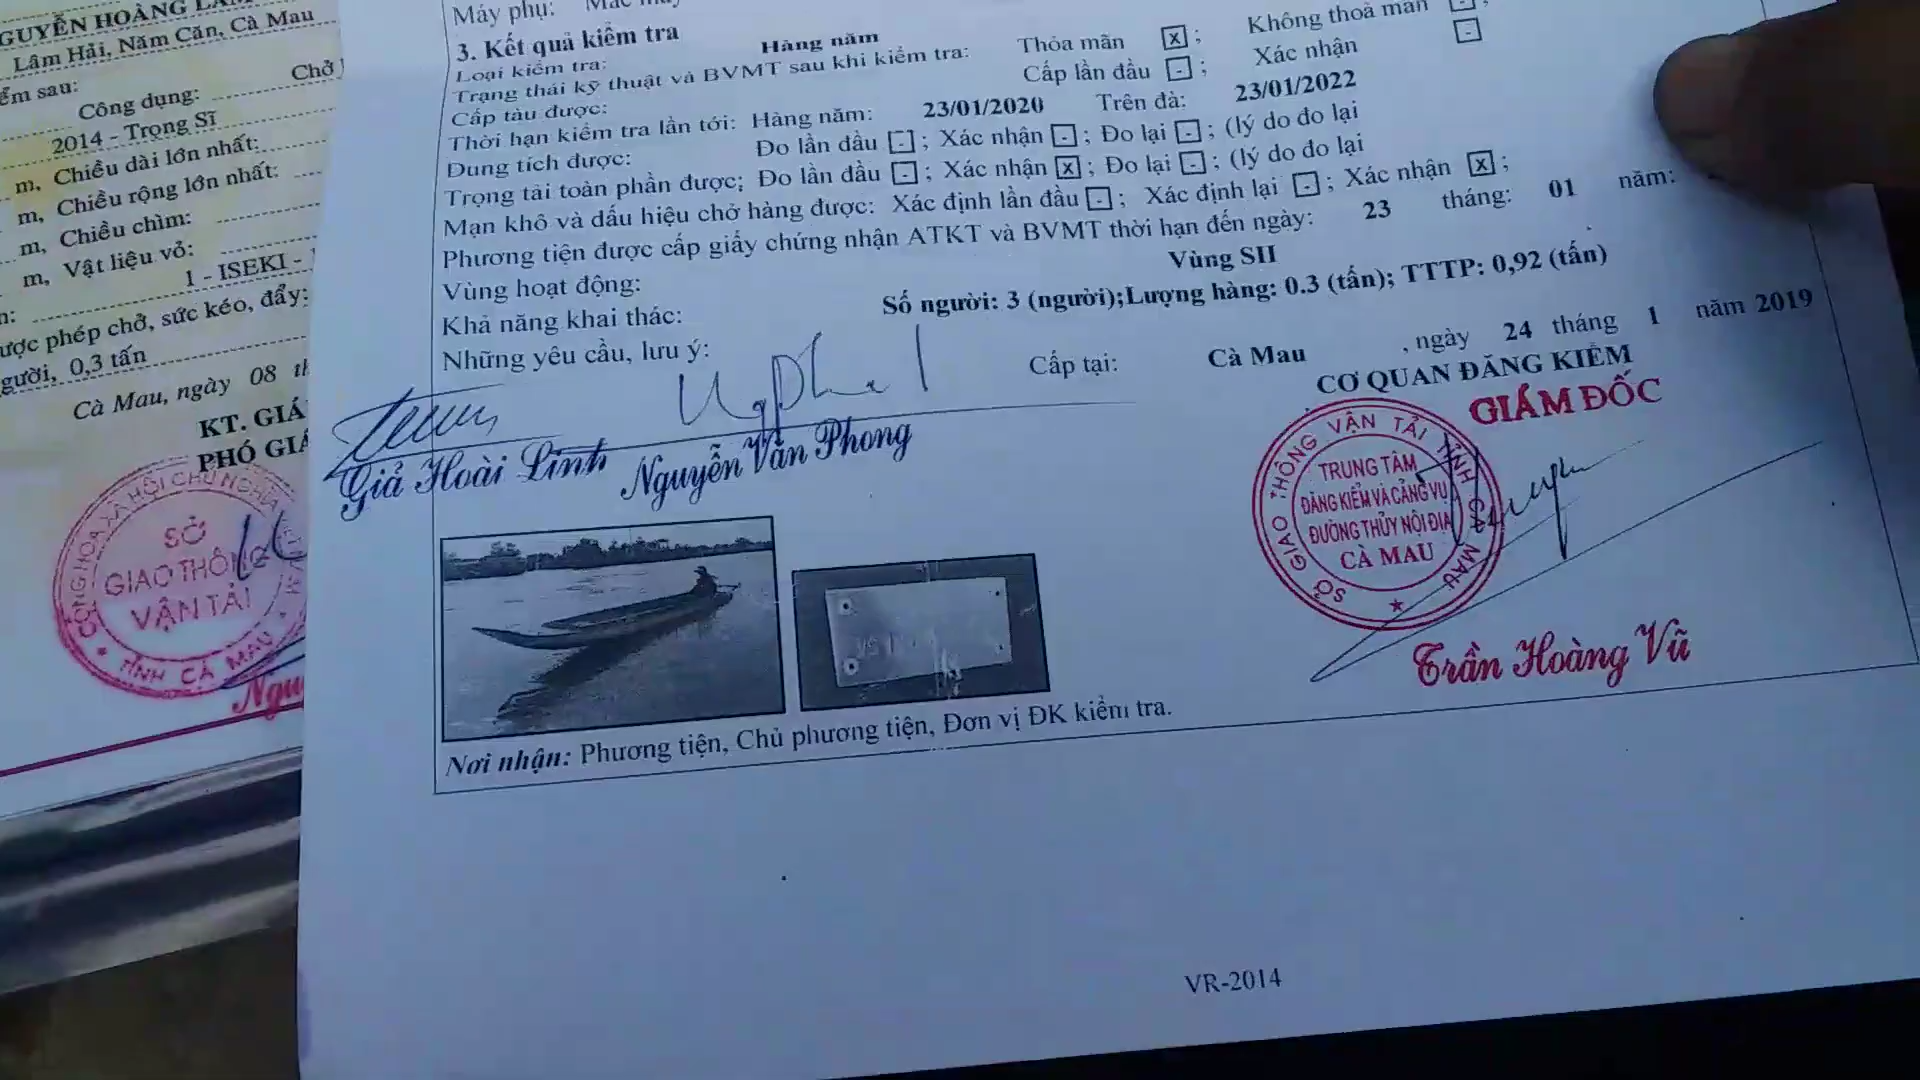 GUYỄN HOÀNG
Lâm Hải, Năm Căn, Cà Mau
ểm sau:
Công dụng:
Chở
2014 - Trọng Sĩ
m, Chiều dài lớn nhất:
m, Chiều rộng lớn nhất:
m, Chiều chìm:
m, Vật liệu vỏ:
1 - ISEKI -
ược phép chở, sức kéo, đẩy:
gười, 0,3 tấn
Cà Mau, ngày 08 th
KT. GIÁ
PHÓ GIÁ
CỘNG HÒA XÃ HỘI CHỦ NGHĨA
SỞ
GIAO THÔNG
VẬN TẢI
TỈNH CÀ MAU
Ngu
Máy phụ:
3. Kết quả kiểm tra
Loại kiểm tra: Hàng năm
Trạng thái kỹ thuật và BVMT sau khi kiểm tra: Thỏa mãn [x]; Không thoả mãn [-];
Cấp tàu được: Cấp lần đầu [-]; Xác nhận [-]
Thời hạn kiểm tra lần tới: Hàng năm: 23/01/2020 Trên đà: 23/01/2022
Dung tích được: Đo lần đầu [-]; Xác nhận [-]; Đo lại [-]; (lý do đo lại
Trọng tải toàn phần được; Đo lần đầu [-]; Xác nhận [x]; Đo lại [-]; (lý do đo lại
Mạn khô và dấu hiệu chở hàng được: Xác định lần đầu [-]; Xác định lại [-]; Xác nhận [x];
Phương tiện được cấp giấy chứng nhận ATKT và BVMT thời hạn đến ngày: 23 tháng: 01 năm:
Vùng hoạt động: Vùng SII
Khả năng khai thác: Số người: 3 (người);Lượng hàng: 0.3 (tấn); TTTP: 0,92 (tấn)
Những yêu cầu, lưu ý:
Cấp tại: Cà Mau , ngày 24 tháng 1 năm 2019
CƠ QUAN ĐĂNG KIỂM
GIÁM ĐỐC
Giả Hoài Linh Nguyễn Văn Phong
SỞ GIAO THÔNG VẬN TẢI TỈNH CÀ MAU
TRUNG TÂM
ĐĂNG KIỂM VÀ CẢNG VỤ
ĐƯỜNG THỦY NỘI ĐỊA
CÀ MAU
Trần Hoàng Vũ
Nơi nhận: Phương tiện, Chủ phương tiện, Đơn vị ĐK kiểm tra.
VR-2014